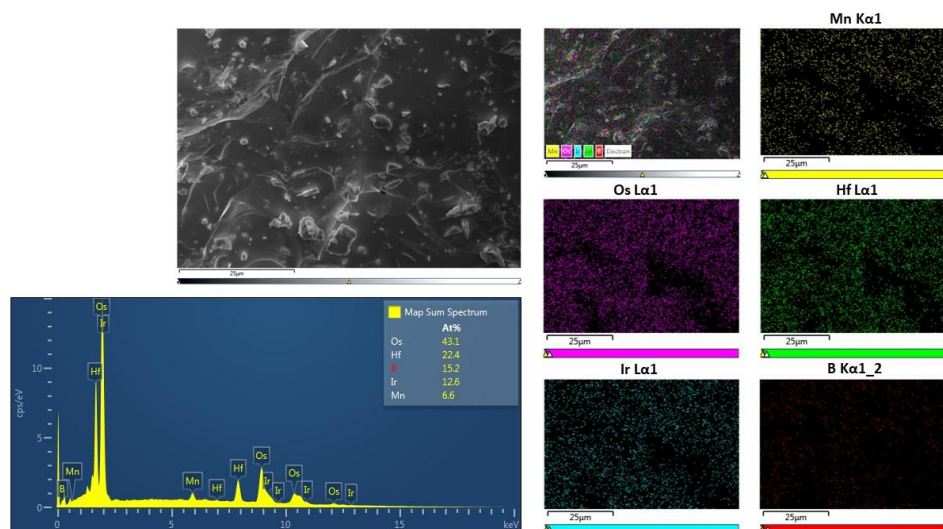 Mn Kα1
25µm
Mn Os Ir Hf B Electron
25µm
25µm
Os Lα1
Hf Lα1
25µm
25µm
Ir Lα1
B Kα1_2
25µm
25µm
Map Sum Spectrum
At%
Os 43.1
Hf 22.4
B 15.2
Ir 12.6
Mn 6.6
cps/eV
10
5
0
Os
Ir
Hf
Mn
B
Mn
Hf
Hf
Os
Ir
Ir
Os
Ir
Os
Ir
0 5 10 15 keV